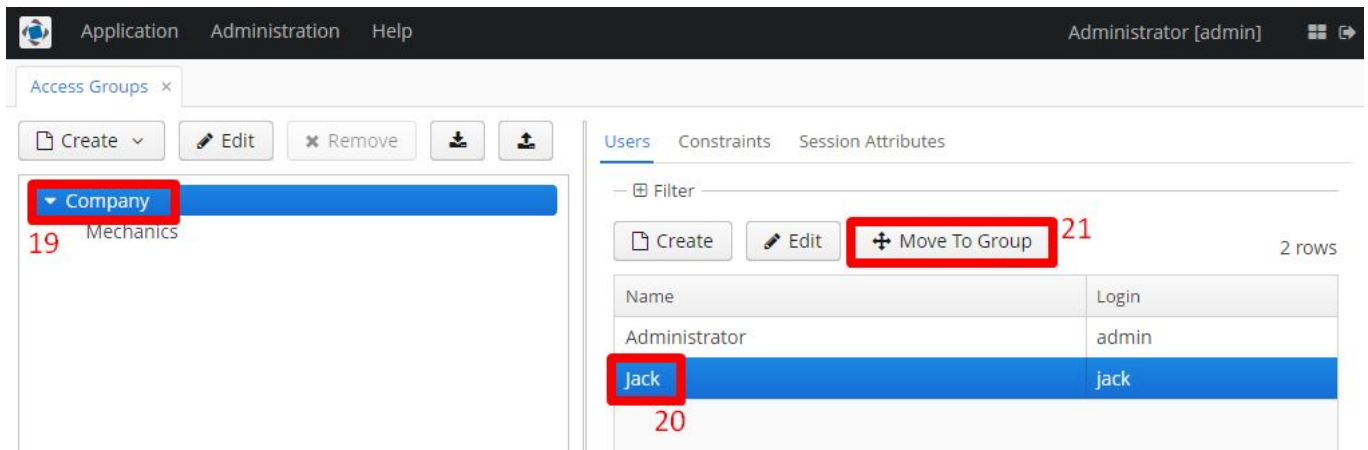 Application Administration Help Administrator [admin]
Access Groups ×
Create Edit Remove
Company
19
Mechanics
Users Constraints Session Attributes
Filter
Create Edit Move To Group 21
2 rows
Name Login
Administrator admin
Jack jack
20